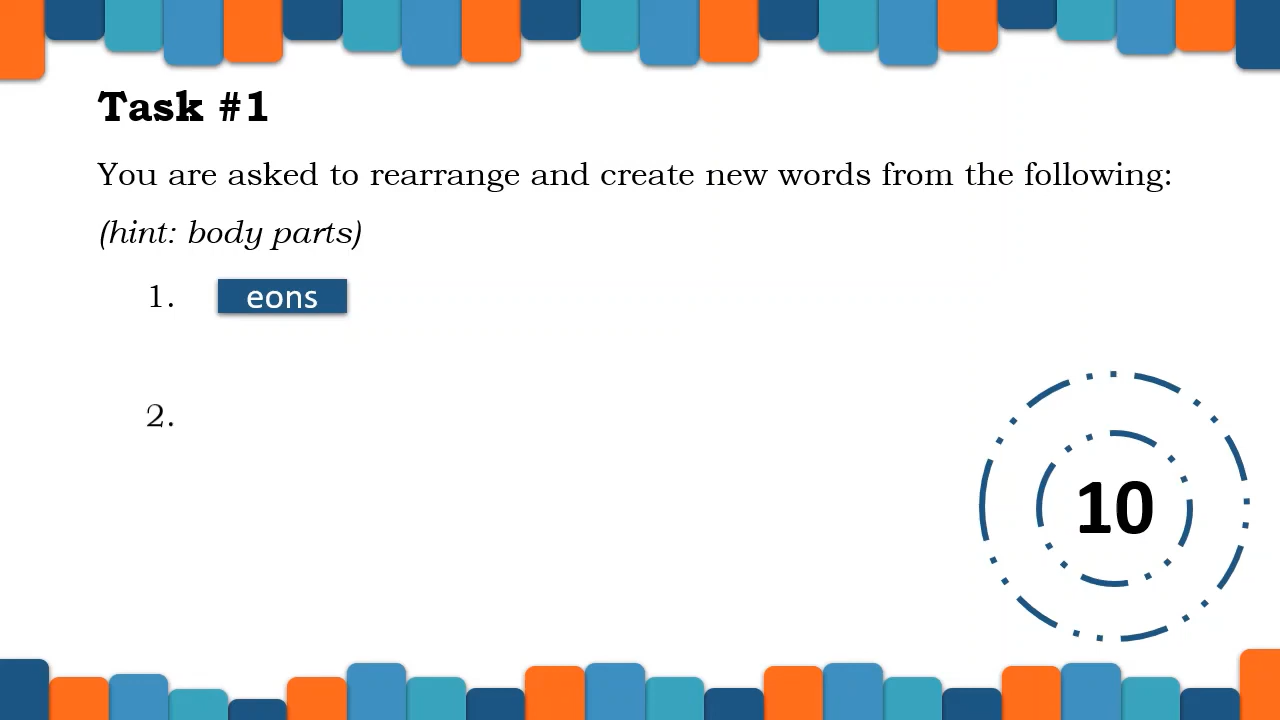 Task #1
You are asked to rearrange and create new words from the following:
(hint: body parts)
1. eons
2.
10